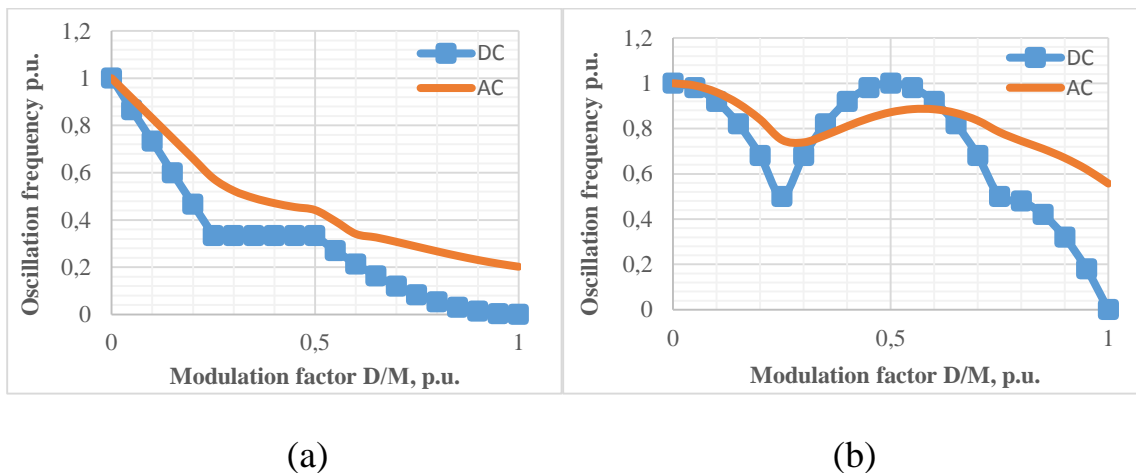 1,2
1
0,8
0,6
0,4
0,2
0
0
0,5
1
Oscillation frequency p.u.
Modulation factor D/M, p.u.
DC
AC
(a)
1,2
1
0,8
0,6
0,4
0,2
0
0
0,5
1
Oscillation frequency p.u.
Modulation factor D/M, p.u.
DC
AC
(b)